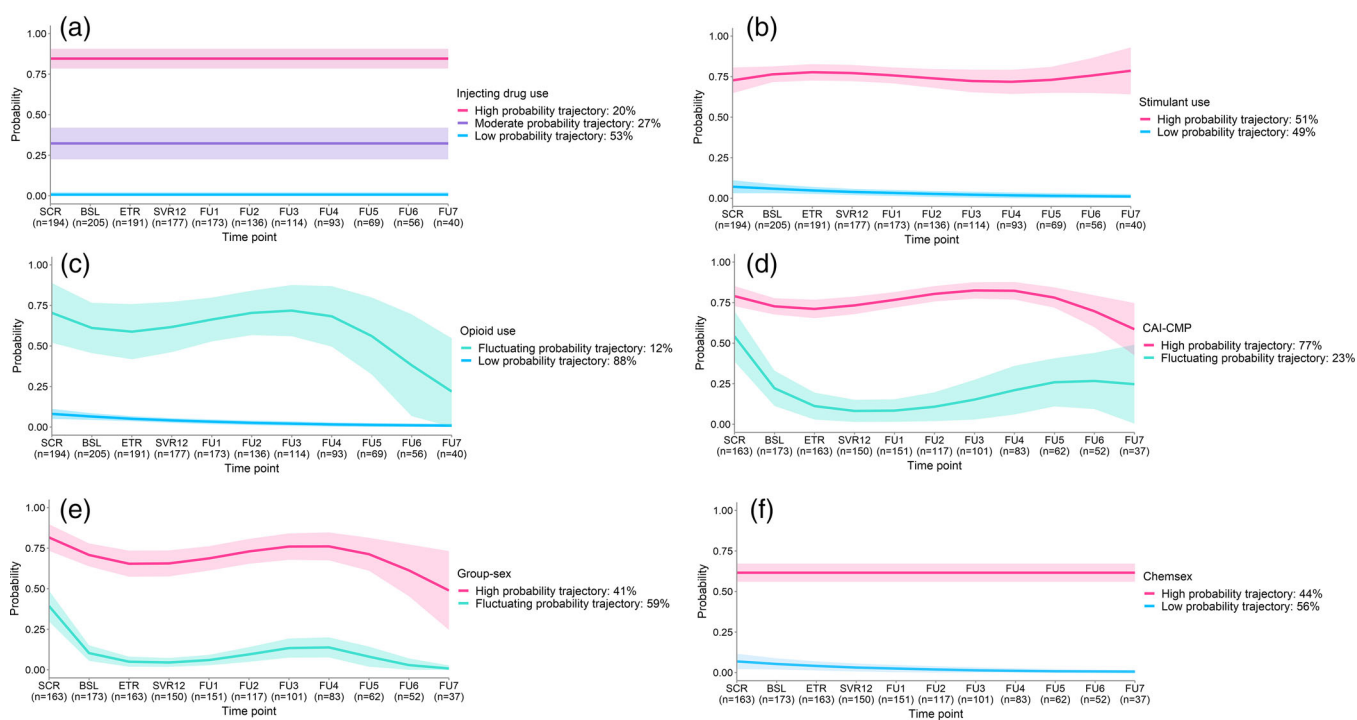 (a)
1.00
0.75
0.50
0.25
0.00
Probability
Injecting drug use
High probability trajectory: 20%
Moderate probability trajectory: 27%
Low probability trajectory: 53%
SCR BSL ETR SVR12 FU1 FU2 FU3 FU4 FU5 FU6 FU7
(n=194) (n=205) (n=191) (n=177) (n=173) (n=136) (n=114) (n=93) (n=69) (n=56) (n=40)
Time point
(b)
1.00
0.75
0.50
0.25
0.00
Probability
Stimulant use
High probability trajectory: 51%
Low probability trajectory: 49%
SCR BSL ETR SVR12 FU1 FU2 FU3 FU4 FU5 FU6 FU7
(n=194) (n=205) (n=191) (n=177) (n=173) (n=136) (n=114) (n=93) (n=69) (n=56) (n=40)
Time point
(c)
1.00
0.75
0.50
0.25
0.00
Probability
Opioid use
Fluctuating probability trajectory: 12%
Low probability trajectory: 88%
SCR BSL ETR SVR12 FU1 FU2 FU3 FU4 FU5 FU6 FU7
(n=194) (n=205) (n=191) (n=177) (n=173) (n=136) (n=114) (n=93) (n=69) (n=56) (n=40)
Time point
(d)
1.00
0.75
0.50
0.25
0.00
Probability
CAI-CMP
High probability trajectory: 77%
Fluctuating probability trajectory: 23%
SCR BSL ETR SVR12 FU1 FU2 FU3 FU4 FU5 FU6 FU7
(n=163) (n=173) (n=163) (n=150) (n=151) (n=117) (n=101) (n=83) (n=62) (n=52) (n=37)
Time point
(e)
1.00
0.75
0.50
0.25
0.00
Probability
Group-sex
High probability trajectory: 41%
Fluctuating probability trajectory: 59%
SCR BSL ETR SVR12 FU1 FU2 FU3 FU4 FU5 FU6 FU7
(n=163) (n=173) (n=163) (n=150) (n=151) (n=117) (n=101) (n=83) (n=62) (n=52) (n=37)
Time point
(f)
1.00
0.75
0.50
0.25
0.00
Probability
Chemsex
High probability trajectory: 44%
Low probability trajectory: 56%
SCR BSL ETR SVR12 FU1 FU2 FU3 FU4 FU5 FU6 FU7
(n=163) (n=173) (n=163) (n=150) (n=151) (n=117) (n=101) (n=83) (n=62) (n=52) (n=37)
Time point